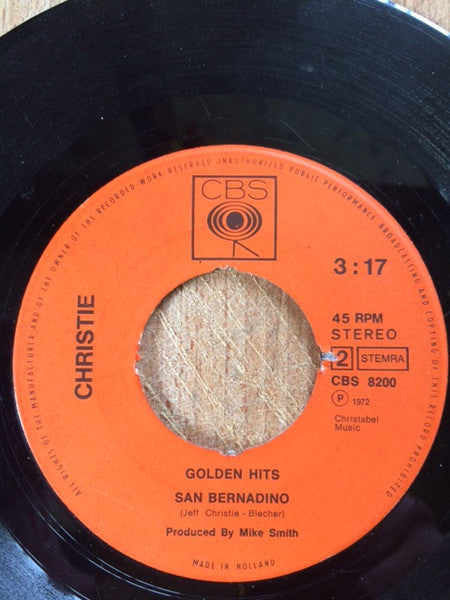 ALL RIGHTS OF THE MANUFACTURER AND OF THE OWNER OF THE RECORDED WORK RESERVED UNAUTHORIZED PUBLIC PERFORMANCE, BROADCASTING AND COPYING OF THIS RECORD PROHIBITED
CBS
3:17
CHRISTIE
45 RPM
STEREO
2 STEMRA
CBS 8200
P 1972
Christabel
Music
GOLDEN HITS
SAN BERNADINO
(Jeff Christie - Blecher)
Produced By Mike Smith
MADE IN HOLLAND